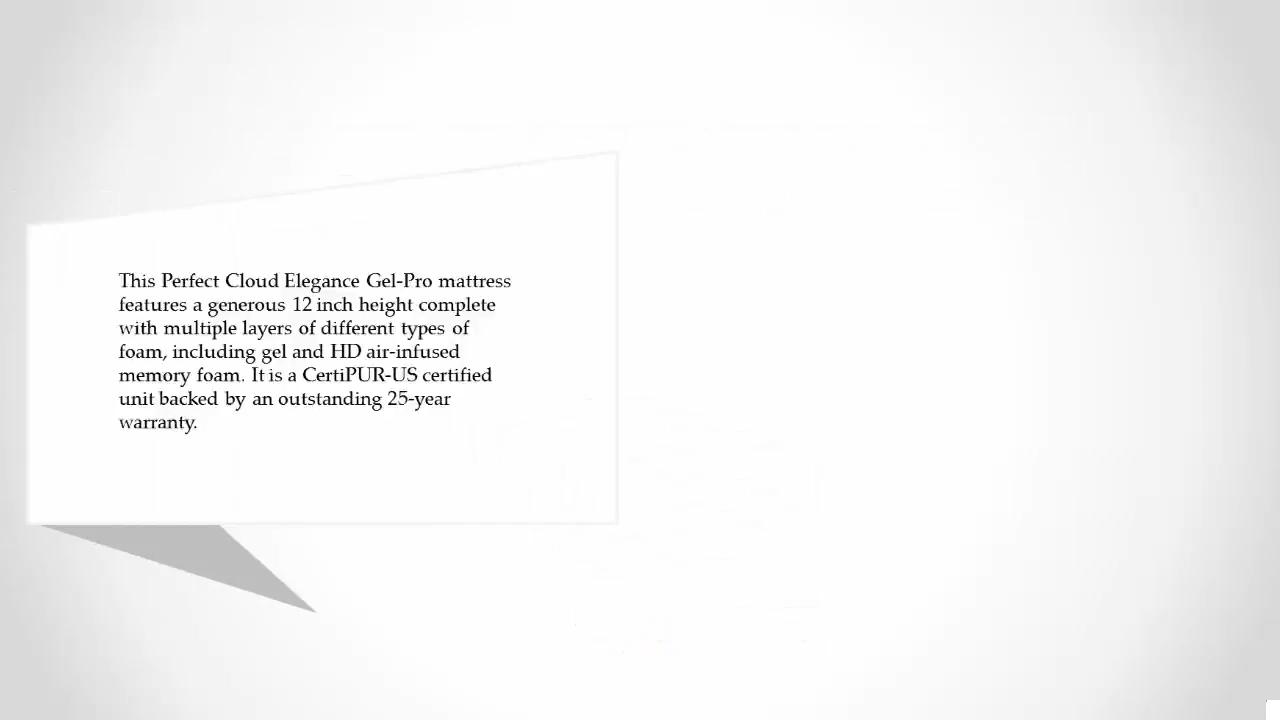 This Perfect Cloud Elegance Gel-Pro mattress
features a generous 12 inch height complete
with multiple layers of different types of
foam, including gel and HD air-infused
memory foam. It is a CertiPUR-US certified
unit backed by an outstanding 25-year
warranty.